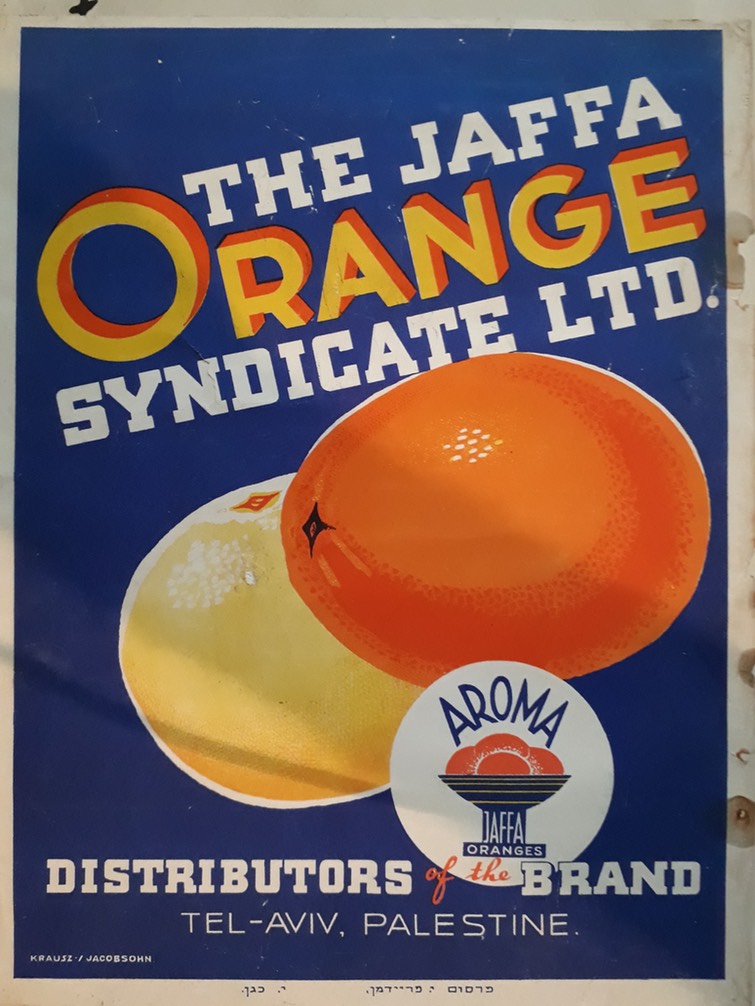 THE JAFFA
ORANGE
SYNDICATE LTD.
AROMA
JAFFA
ORANGES
DISTRIBUTORS of the BRAND
TEL-AVIV, PALESTINE.
KRAUSZ / JACOBSOHN
פרסום י. פריידמן, י. כגן.